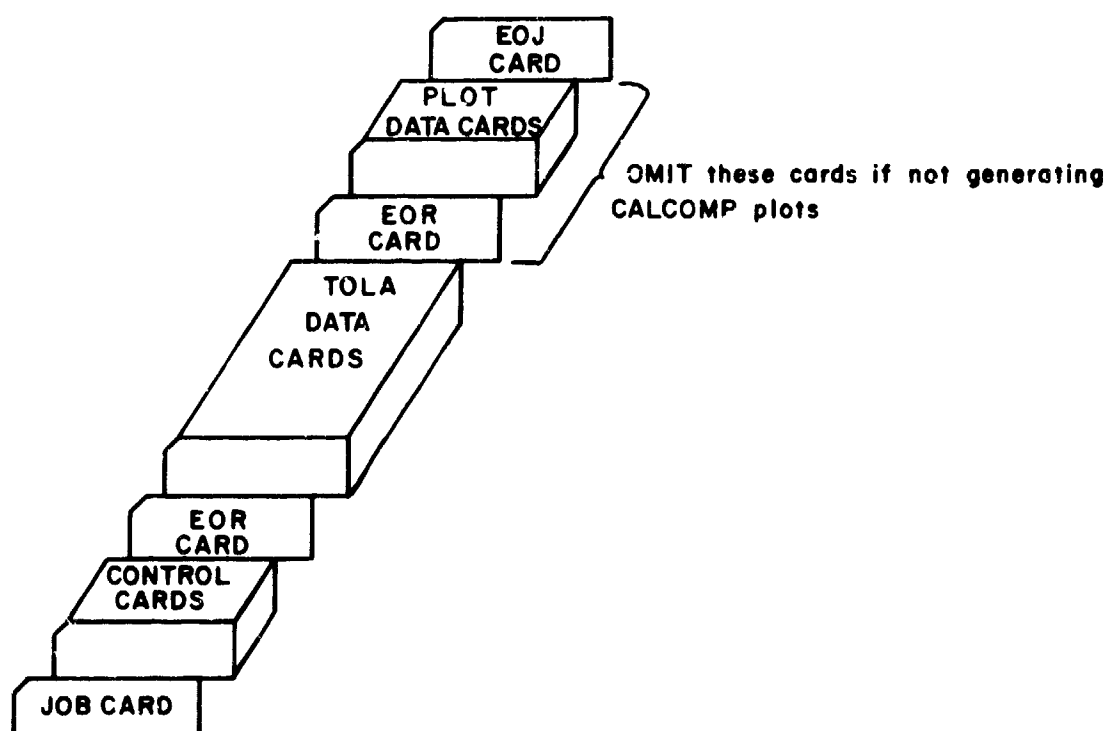 EOJ
CARD
PLOT
DATA CARDS
OMIT these cards if not generating
CALCOMP plots
EOR
CARD
TOLA
DATA
CARDS
EOR
CARD
CONTROL
CARDS
JOB CARD